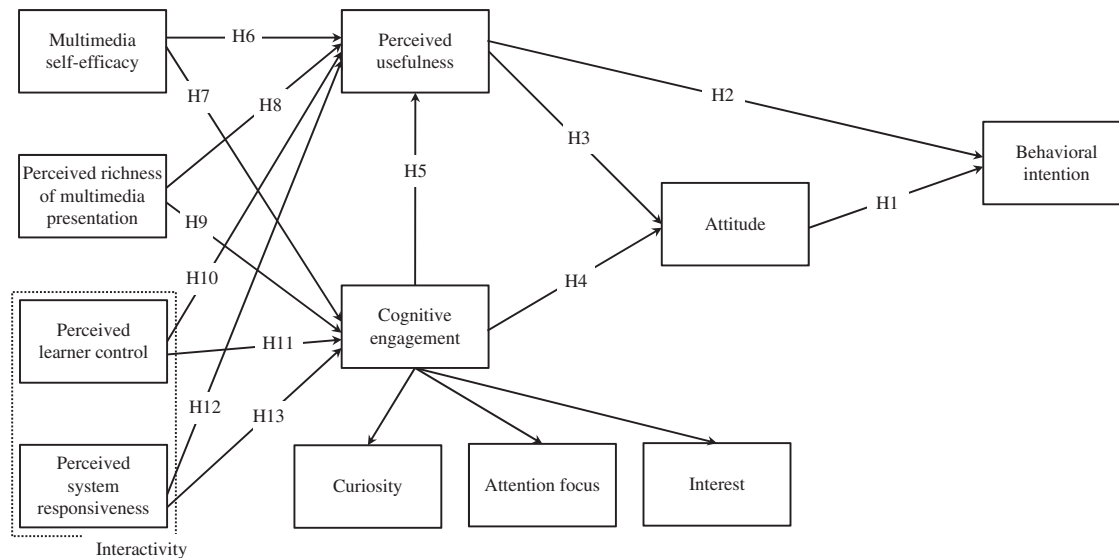 Multimedia
self-efficacy
H6
Perceived
usefulness
H7
H8
H2
H3
Perceived richness
of multimedia
presentation
H5
Behavioral
intention
H9
H1
Attitude
H10
H4
Perceived
learner control
H11
Cognitive
engagement
H12
H13
Perceived
system
responsiveness
Curiosity
Attention focus
Interest
Interactivity